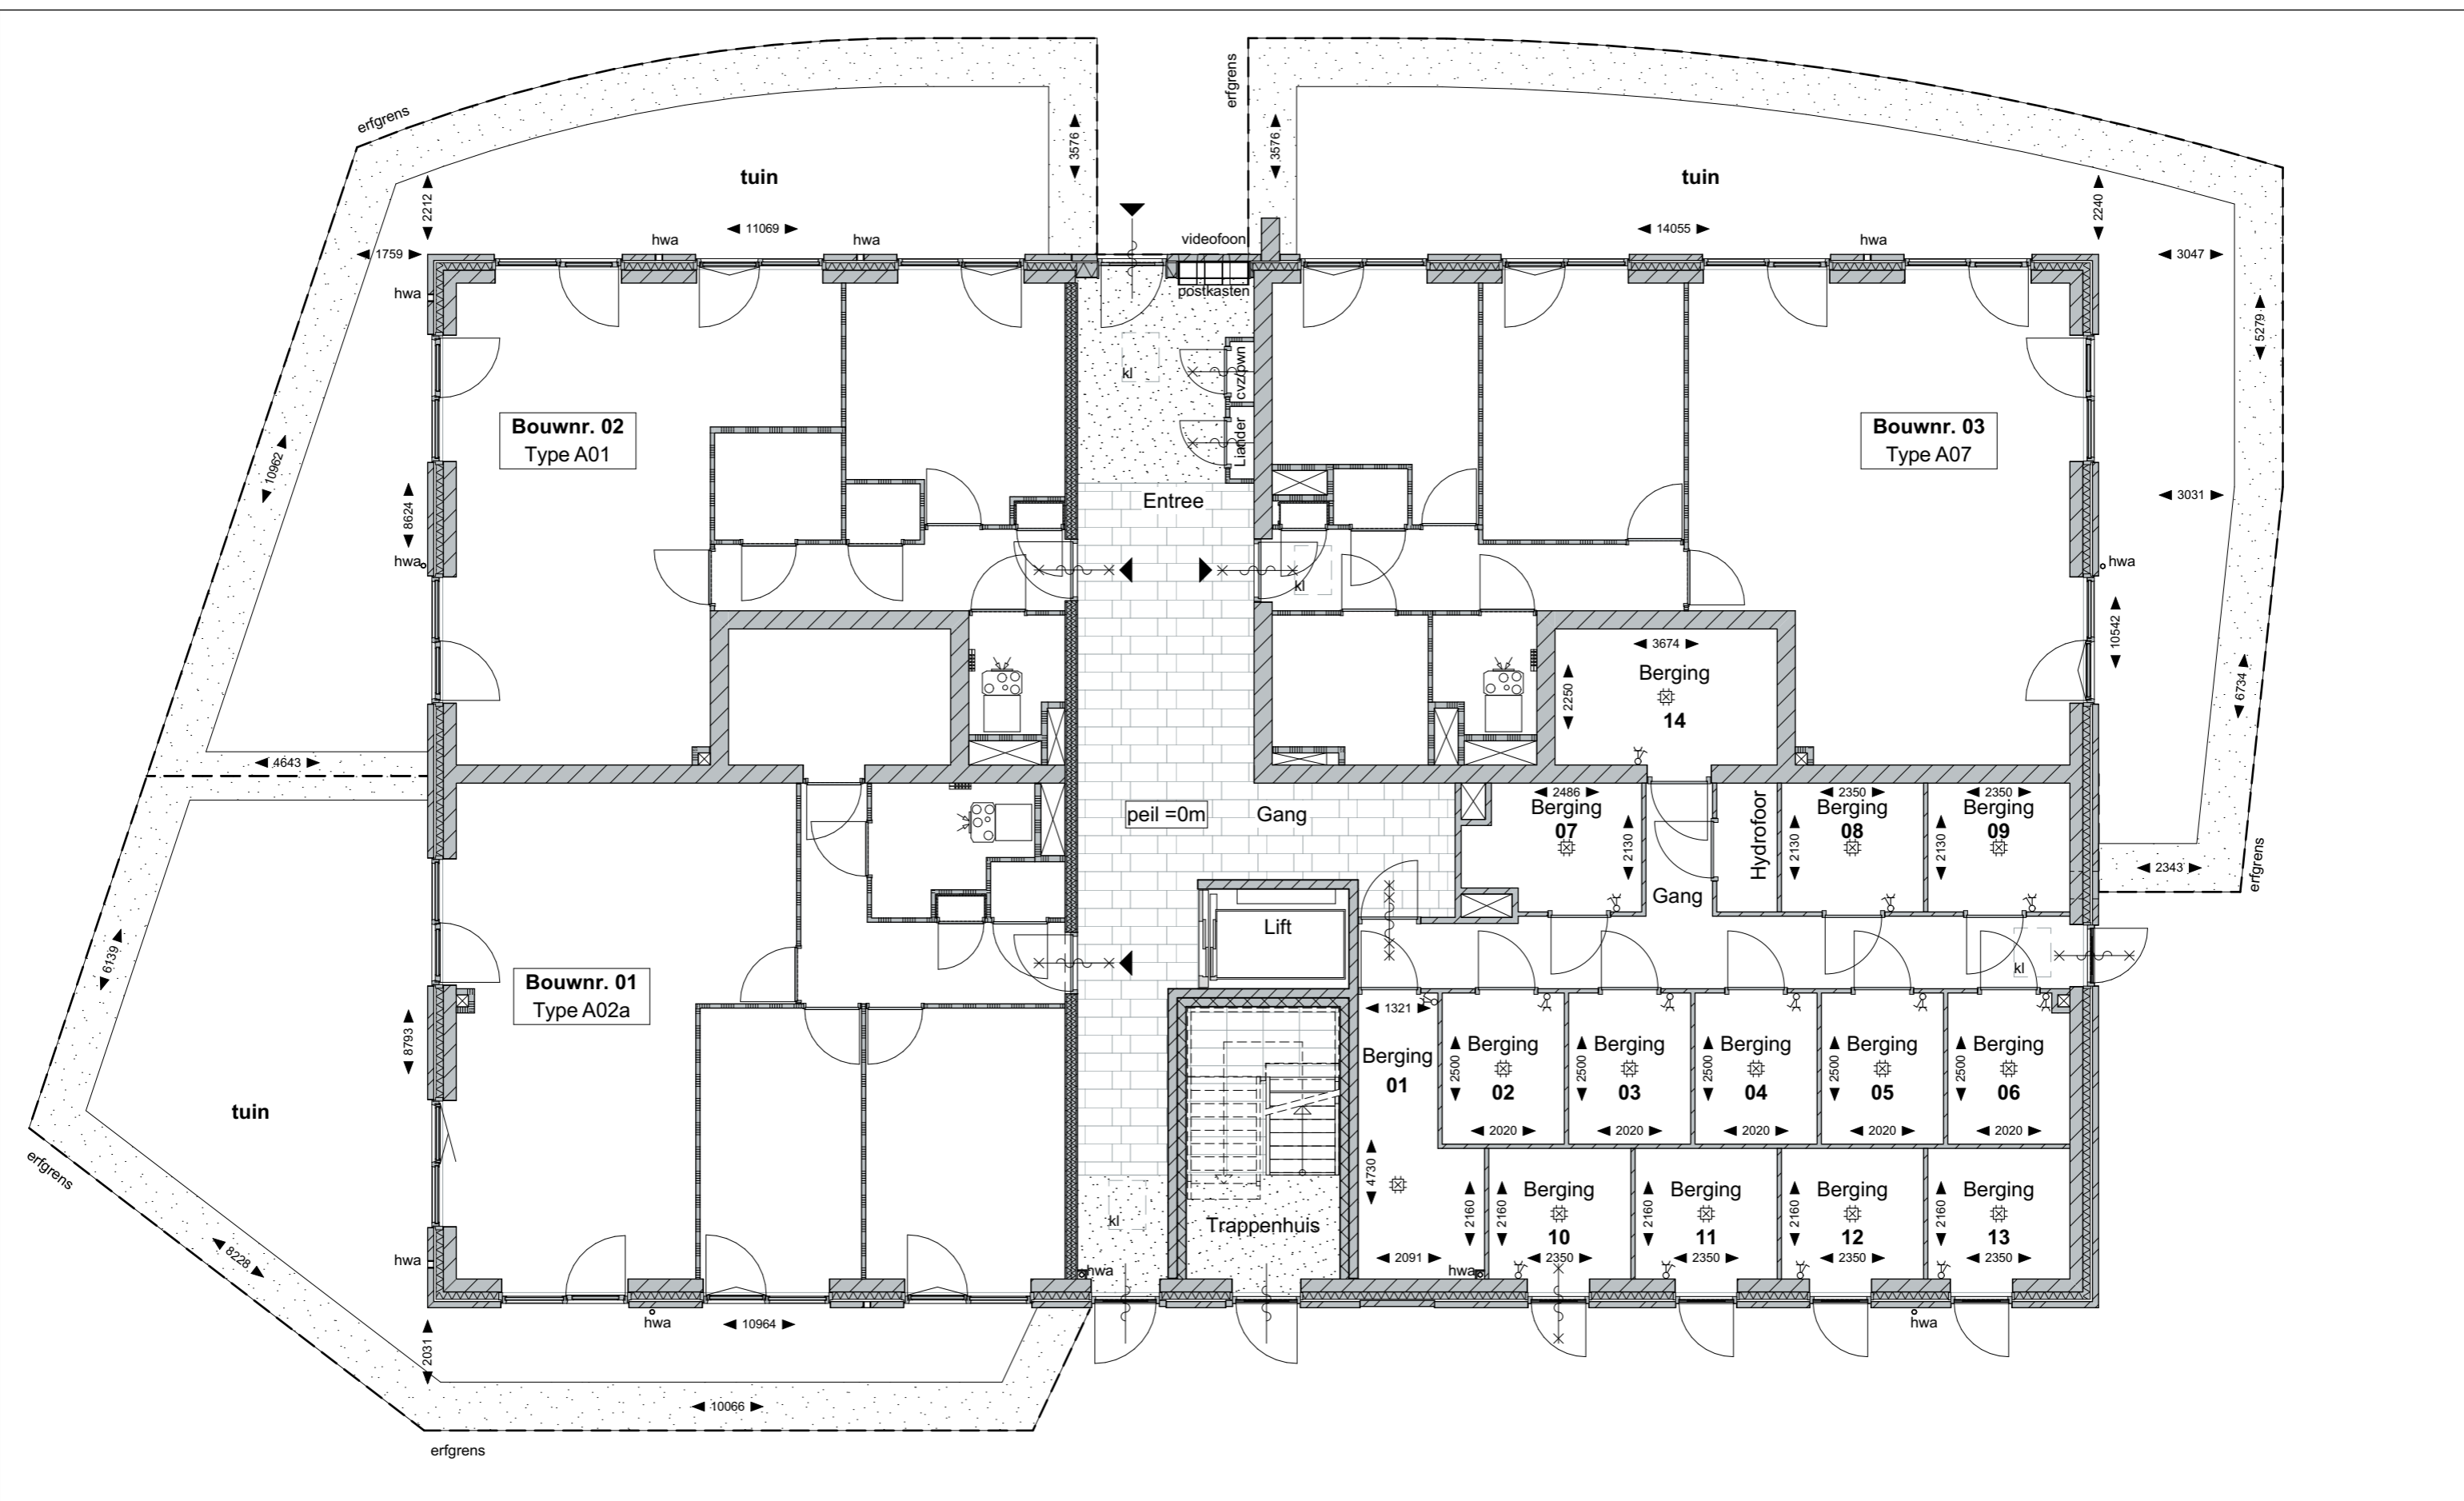 erfgrens
erfgrens
3576
3576
tuin
tuin
2212
2240
11069
14055
hwa
hwa
videofoon
hwa
1759
3047
hwa
postkasten
5279
kl
cvz/own
Bouwnr. 02
Type A01
Liander
Bouwnr. 03
Type A07
10962
Entree
3031
8624
hwa
hwa
kl
10542
3674
Berging
14
2250
6734
4643
peil =0m
Gang
2486
Berging
07
2130
Hydrofoor
2350
Berging
08
2130
2350
Berging
09
2130
2343
erfgrens
Gang
Lift
6139
kl
Bouwnr. 01
Type A02a
8793
1321
Berging
01
2500
Berging
02
2020
2500
Berging
03
2020
2500
Berging
04
2020
2500
Berging
05
2020
2500
Berging
06
2020
tuin
erfgrens
4730
2160
2160
Berging
10
2350
2160
Berging
11
2350
2160
Berging
12
2350
2160
Berging
13
2350
kl
Trappenhuis
8228
hwa
hwa
2091
hwa
hwa
10964
hwa
2031
10066
erfgrens